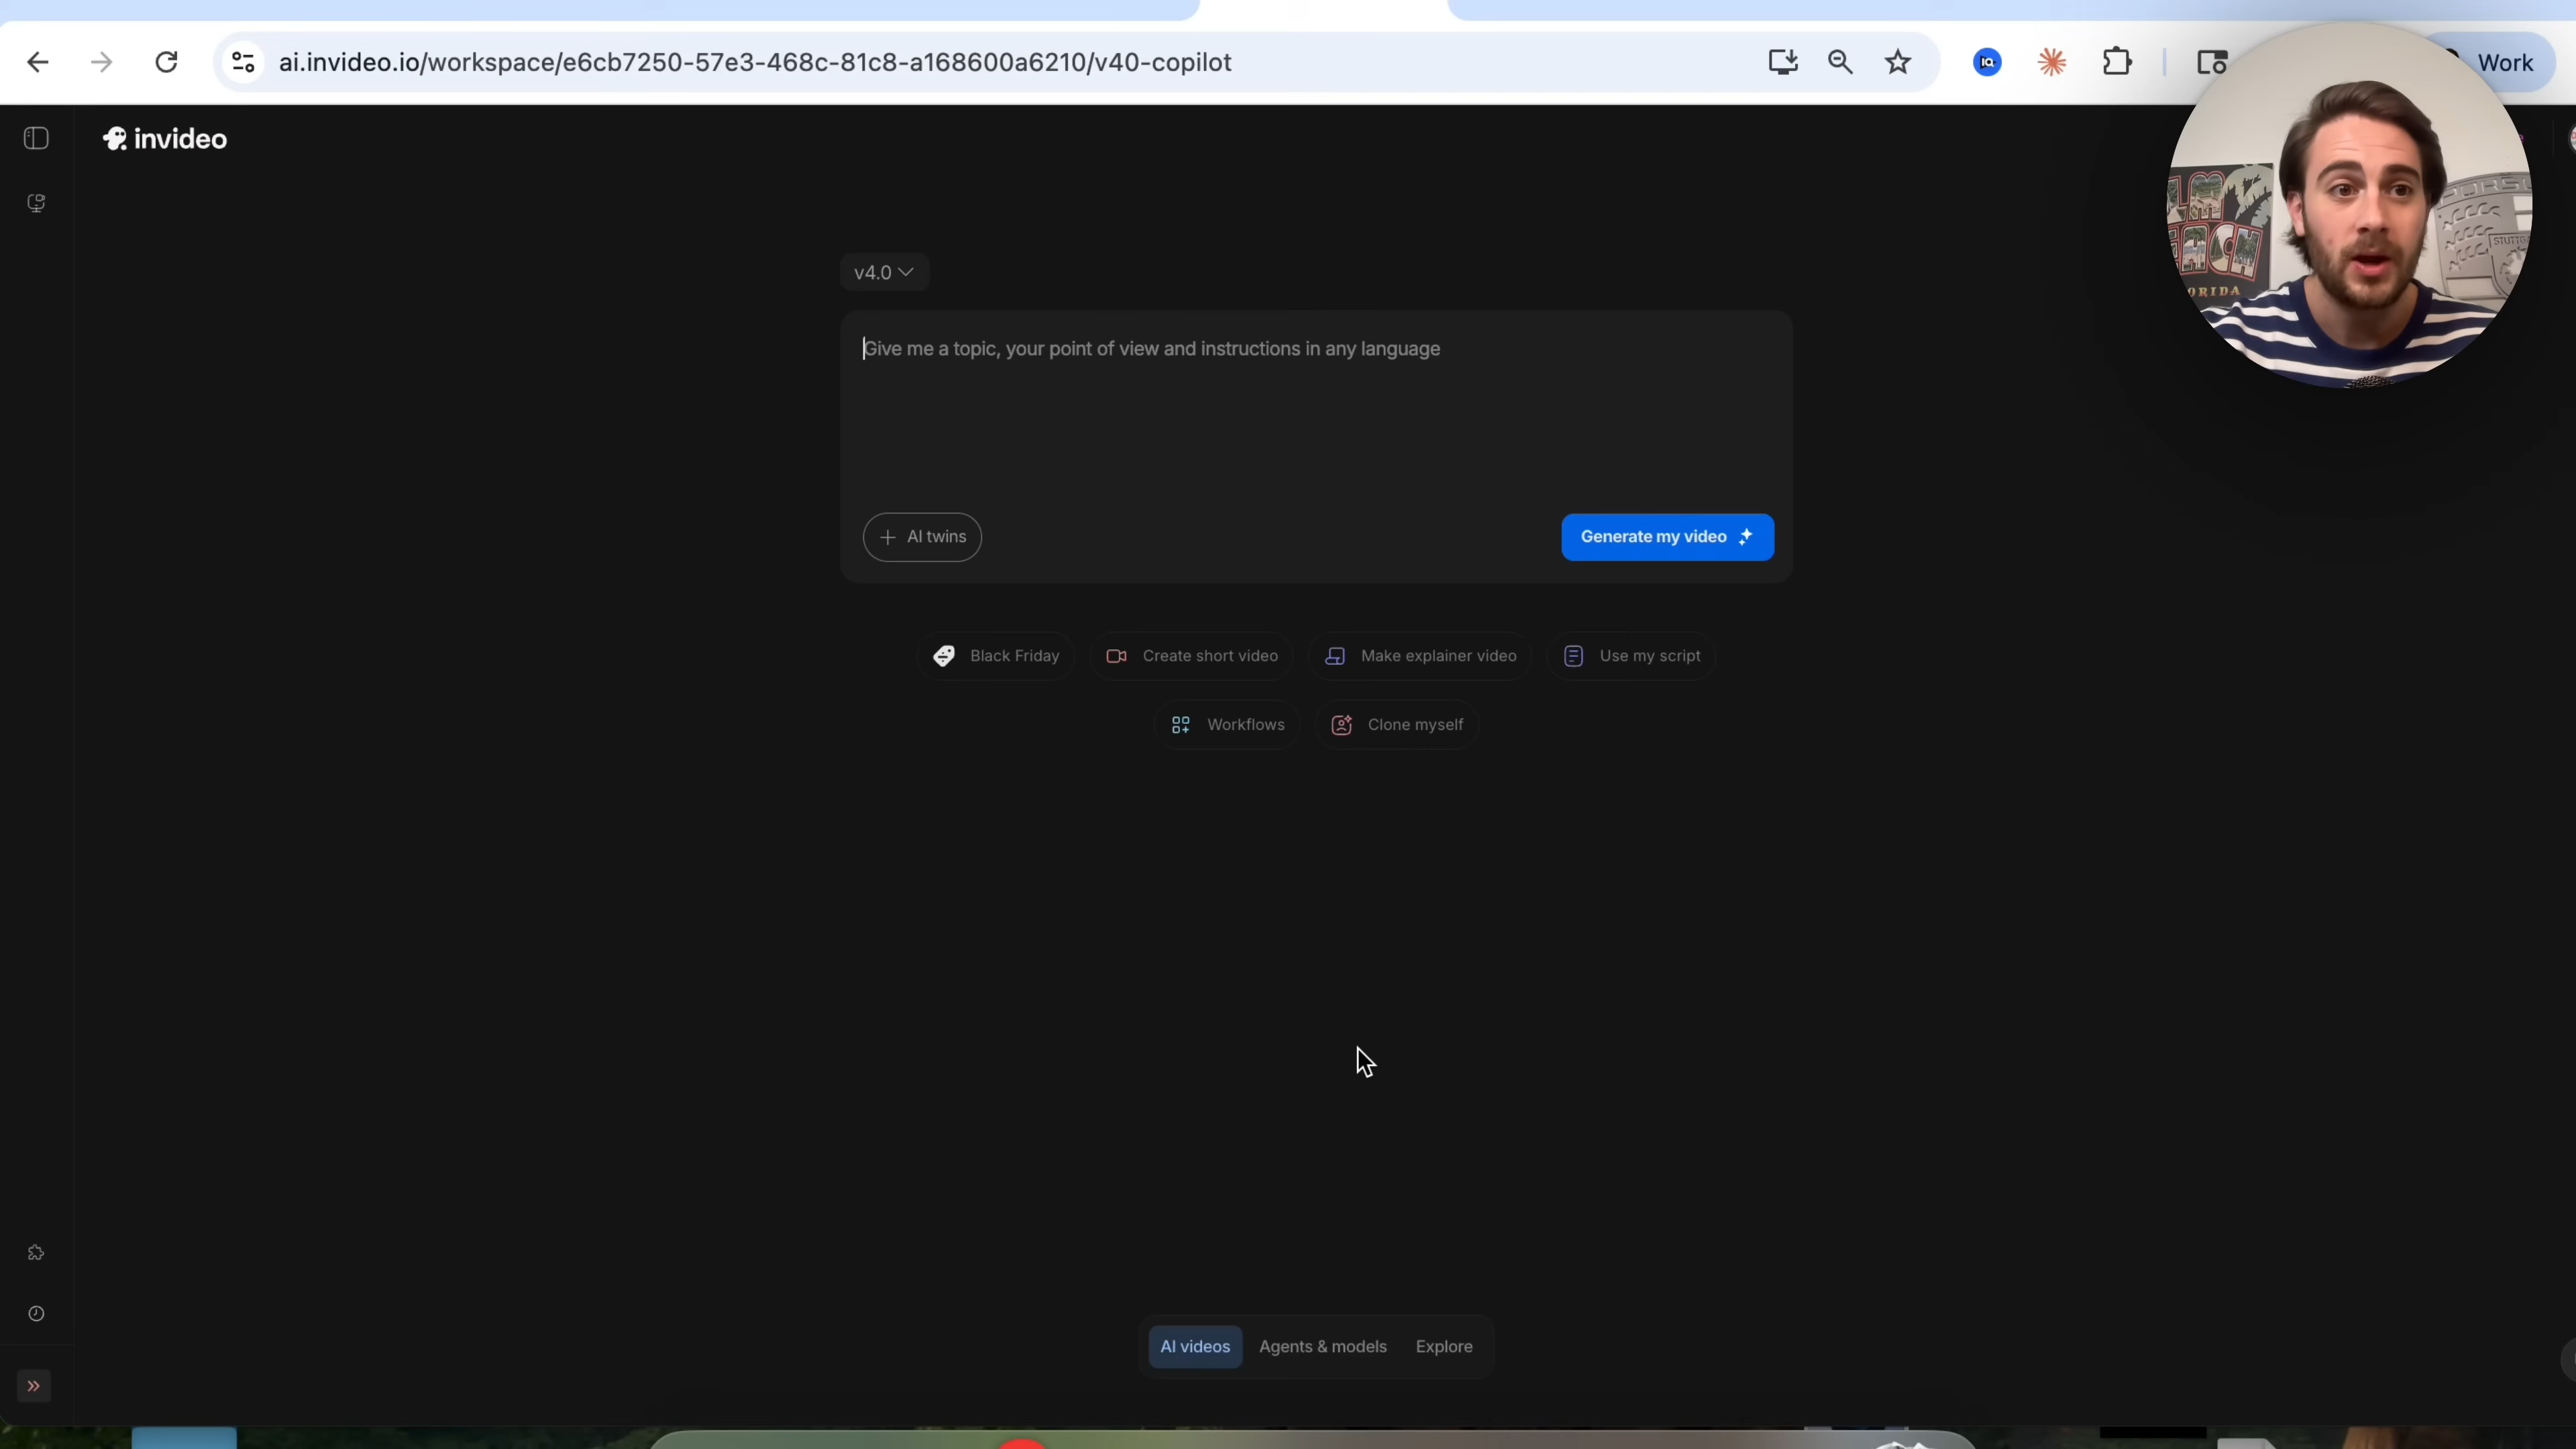 ai.invideo.io/workspace/e6cb7250-57e3-468c-81c8-a168600a6210/v40-copilot
IQ
Work
invideo
v4.0
Give me a topic, your point of view and instructions in any language
AI twins
Generate my video
Black Friday
Create short video
Make explainer video
Use my script
Workflows
Clone myself
AI videos
Agents & models
Explore